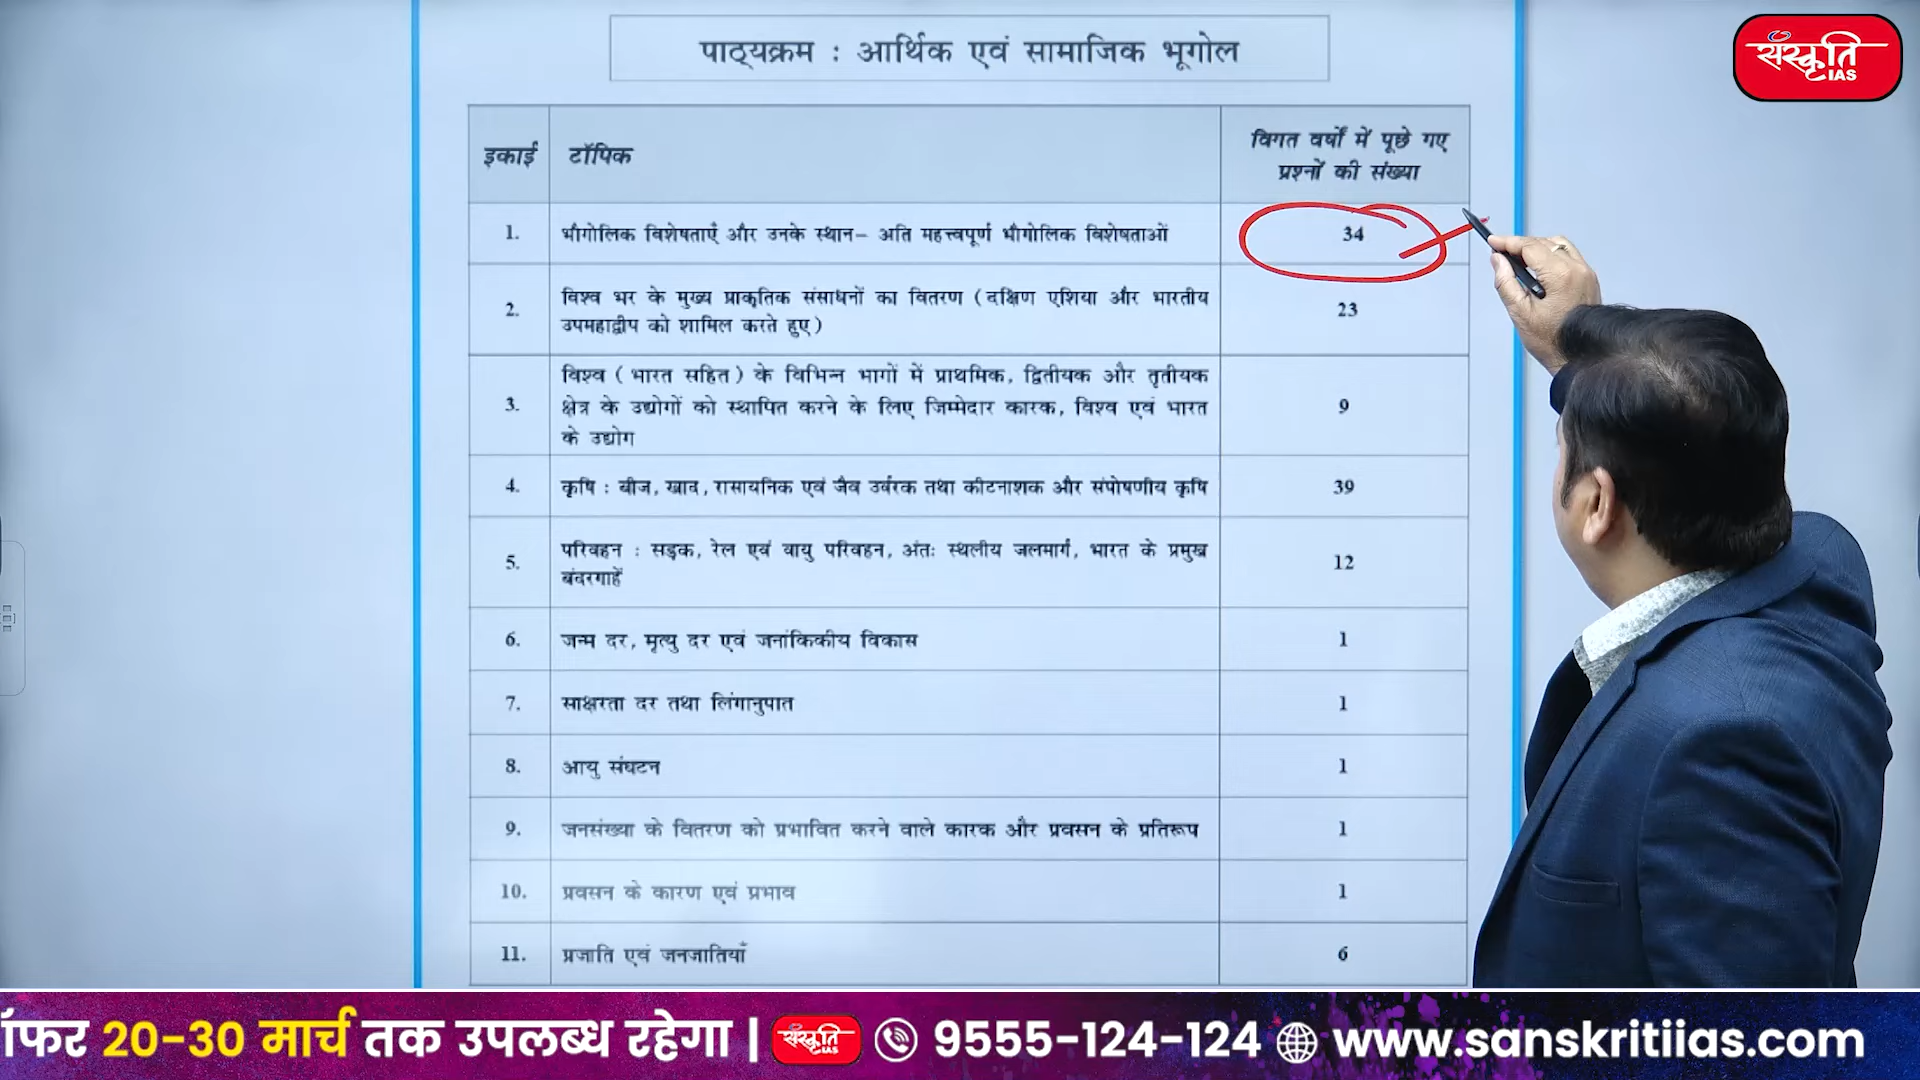 पाठ्यक्रम : आर्थिक एवं सामाजिक भूगोल
संस्कृति
IAS
इकाई टॉपिक विगत वर्षों में पूछे गए
प्रश्नों की संख्या
1. भौगोलिक विशेषताएँ और उनके स्थान– अति महत्त्वपूर्ण भौगोलिक विशेषताओं 34
2. विश्व भर के मुख्य प्राकृतिक संसाधनों का वितरण (दक्षिण एशिया और भारतीय
उपमहाद्वीप को शामिल करते हुए) 23
3. विश्व (भारत सहित) के विभिन्न भागों में प्राथमिक, द्वितीयक और तृतीयक
क्षेत्र के उद्योगों को स्थापित करने के लिए जिम्मेदार कारक, विश्व एवं भारत
के उद्योग 9
4. कृषि : बीज, खाद, रासायनिक एवं जैव उर्वरक तथा कीटनाशक और संपोषणीय कृषि 39
5. परिवहन : सड़क, रेल एवं वायु परिवहन, अंतः स्थलीय जलमार्ग, भारत के प्रमुख
बंदरगाहें 12
6. जन्म दर, मृत्यु दर एवं जनांकिकीय विकास 1
7. साक्षरता दर तथा लिंगानुपात 1
8. आयु संघटन 1
9. जनसंख्या के वितरण को प्रभावित करने वाले कारक और प्रवसन के प्रतिरूप 1
10. प्रवसन के कारण एवं प्रभाव 1
11. प्रजाति एवं जनजातियाँ 6
ॉफर 20-30 मार्च तक उपलब्ध रहेगा | संस्कृति IAS 9555-124-124 www.sanskritiias.com